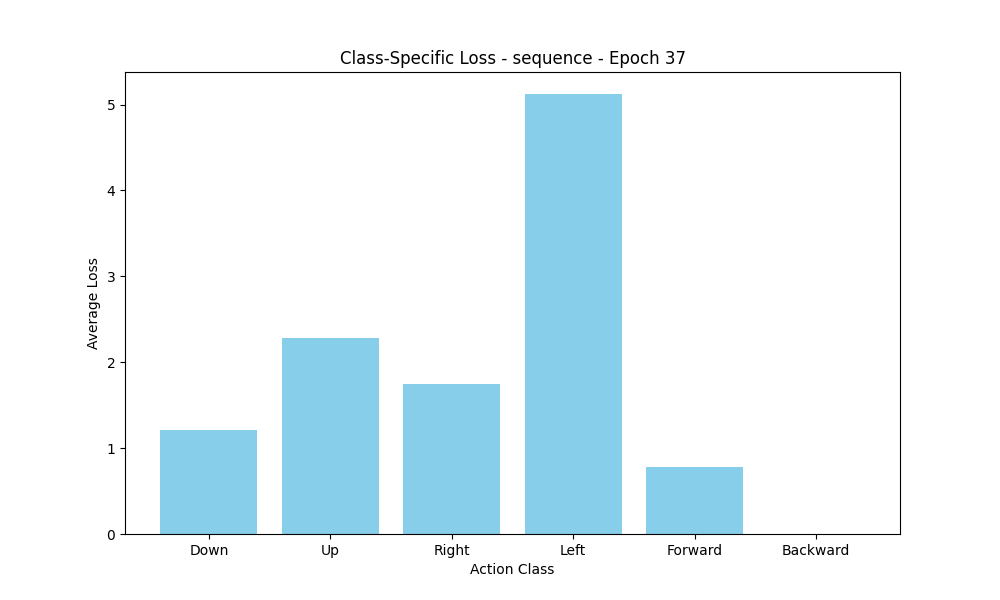 Class-Specific Loss - sequence - Epoch 37
Average Loss
5
4
3
2
1
0
Down Up Right Left Forward Backward
Action Class